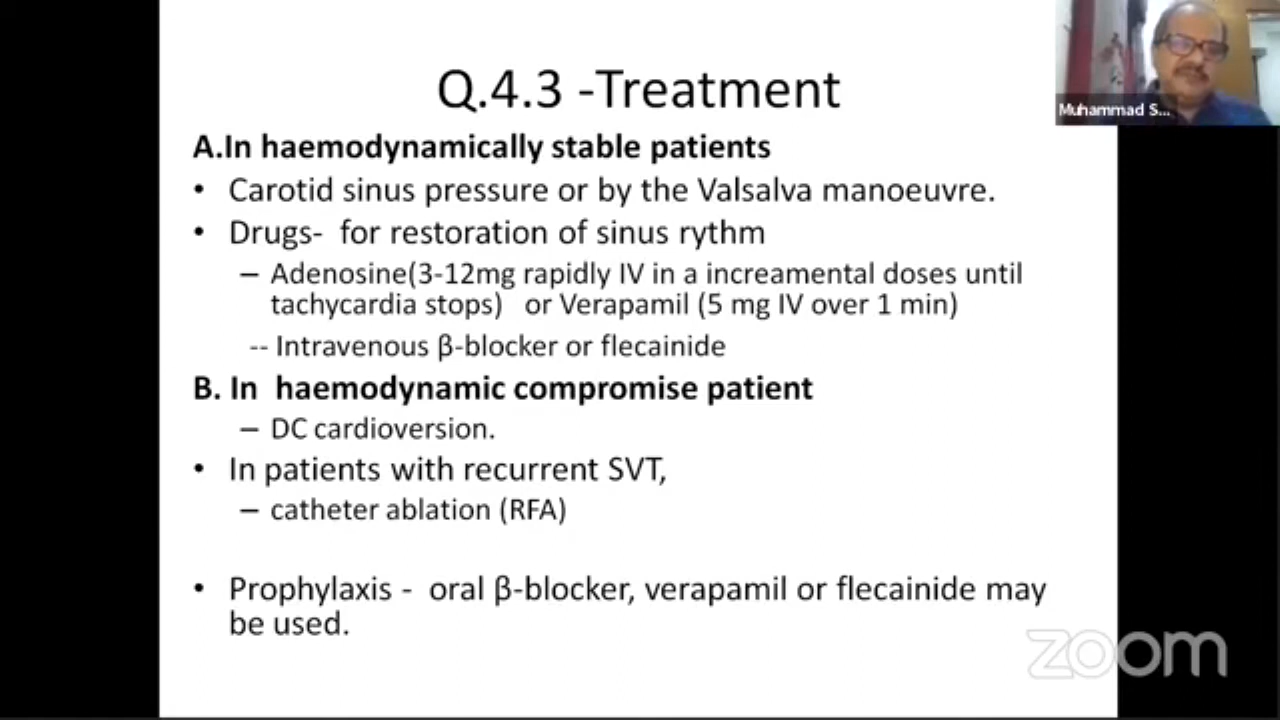 Q.4.3 -Treatment
Muhammad S...
A.In haemodynamically stable patients
• Carotid sinus pressure or by the Valsalva manoeuvre.
• Drugs-  for restoration of sinus rythm
– Adenosine(3-12mg rapidly IV in a increamental doses until
tachycardia stops)   or Verapamil (5 mg IV over 1 min)
-- Intravenous β-blocker or flecainide
B. In  haemodynamic compromise patient
– DC cardioversion.
• In patients with recurrent SVT,
– catheter ablation (RFA)
• Prophylaxis -  oral β-blocker, verapamil or flecainide may
be used.
zoom